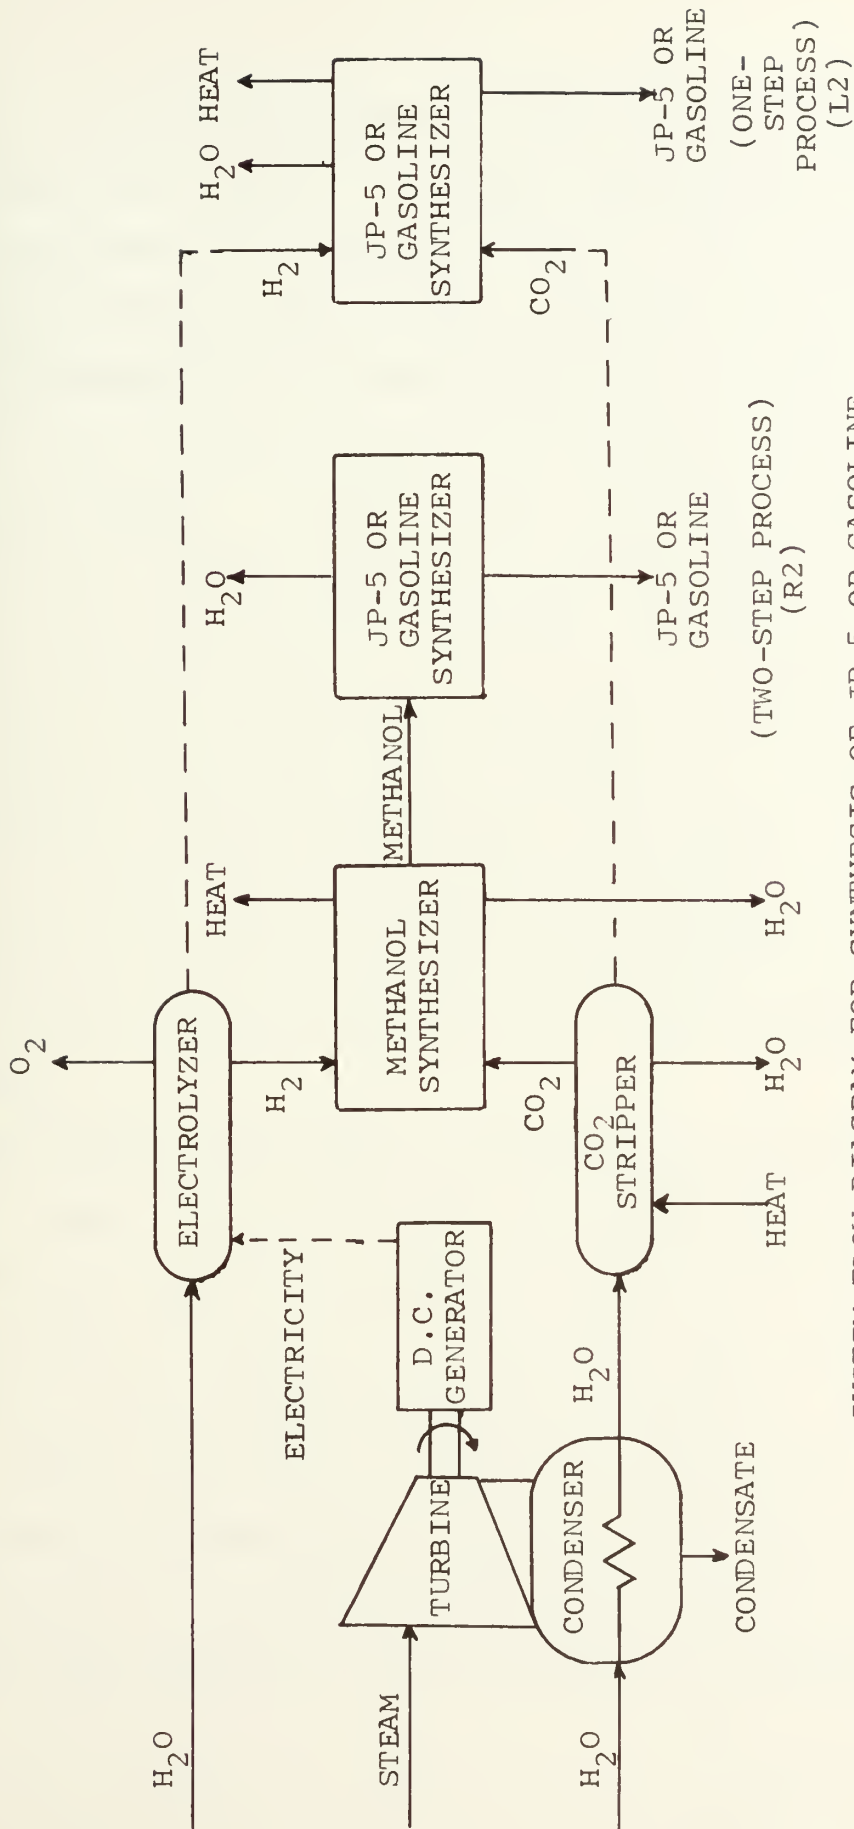 H2O
STEAM
H2O
TURBINE
CONDENSER
CONDENSATE
D.C.
GENERATOR
ELECTRICITY
H2O
O2
ELECTROLYZER
H2
HEAT
METHANOL
SYNTHESIZER
CO2
CO2
STRIPPER
HEAT
H2O
H2O
METHANOL
H2O
JP-5 OR
GASOLINE
SYNTHESIZER
JP-5 OR
GASOLINE
(TWO-STEP PROCESS)
(R2)
H2
H2O HEAT
JP-5 OR
GASOLINE
SYNTHESIZER
CO2
JP-5 OR
GASOLINE
(ONE-
STEP
PROCESS)
(L2)